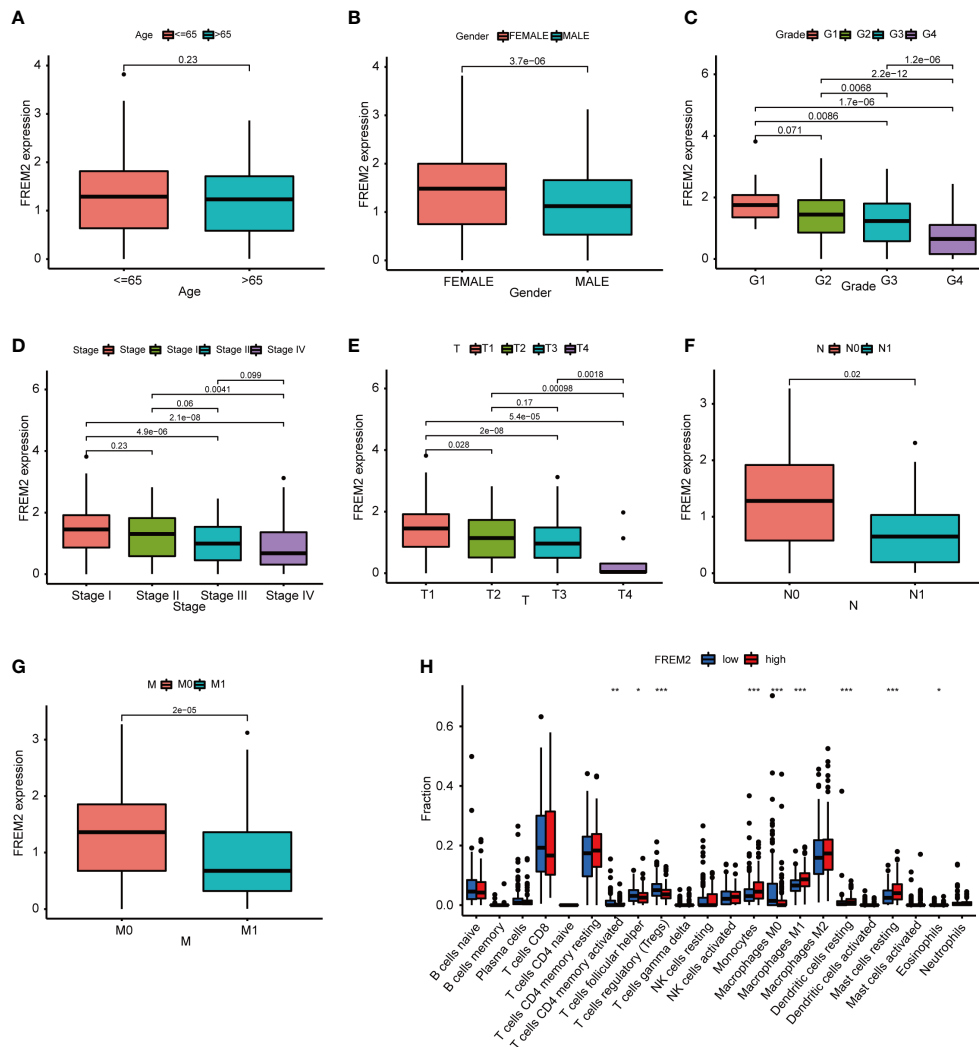 A
Age <=65 >65
0.23
FREM2 expression
4
3
2
1
0
<=65 >65
Age
B
Gender FEMALE MALE
3.7e-06
FREM2 expression
4
3
2
1
0
FEMALE MALE
Gender
C
Grade G1 G2 G3 G4
1.2e-06
2.2e-12
0.0068
1.7e-06
0.0086
0.071
FREM2 expression
6
4
2
0
G1 G2 G3 G4
Grade
D
Stage Stage I Stage II Stage IV
0.099
0.0041
0.06
2.1e-08
4.9e-06
0.23
FREM2 expression
6
4
2
0
Stage I Stage II Stage III Stage IV
Stage
E
T T1 T2 T3 T4
0.0018
0.00098
0.17
5.4e-05
2e-08
0.028
FREM2 expression
6
4
2
0
T1 T2 T3 T4
T
F
N N0 N1
0.02
FREM2 expression
3
2
1
0
N0 N1
N
G
M M0 M1
2e-05
FREM2 expression
3
2
1
0
M0 M1
M
H
FREM2 low high
** * *** *** *** *** *** *** *
Fraction
0.6
0.4
0.2
0.0
B cells naive
B cells memory
Plasma cells
T cells CD8
T cells CD4 naive
T cells CD4 memory resting
T cells CD4 memory activated
T cells follicular helper
T cells regulatory (Tregs)
T cells gamma delta
NK cells resting
NK cells activated
Monocytes
Macrophages M0
Macrophages M1
Macrophages M2
Dendritic cells resting
Dendritic cells activated
Mast cells resting
Mast cells activated
Eosinophils
Neutrophils